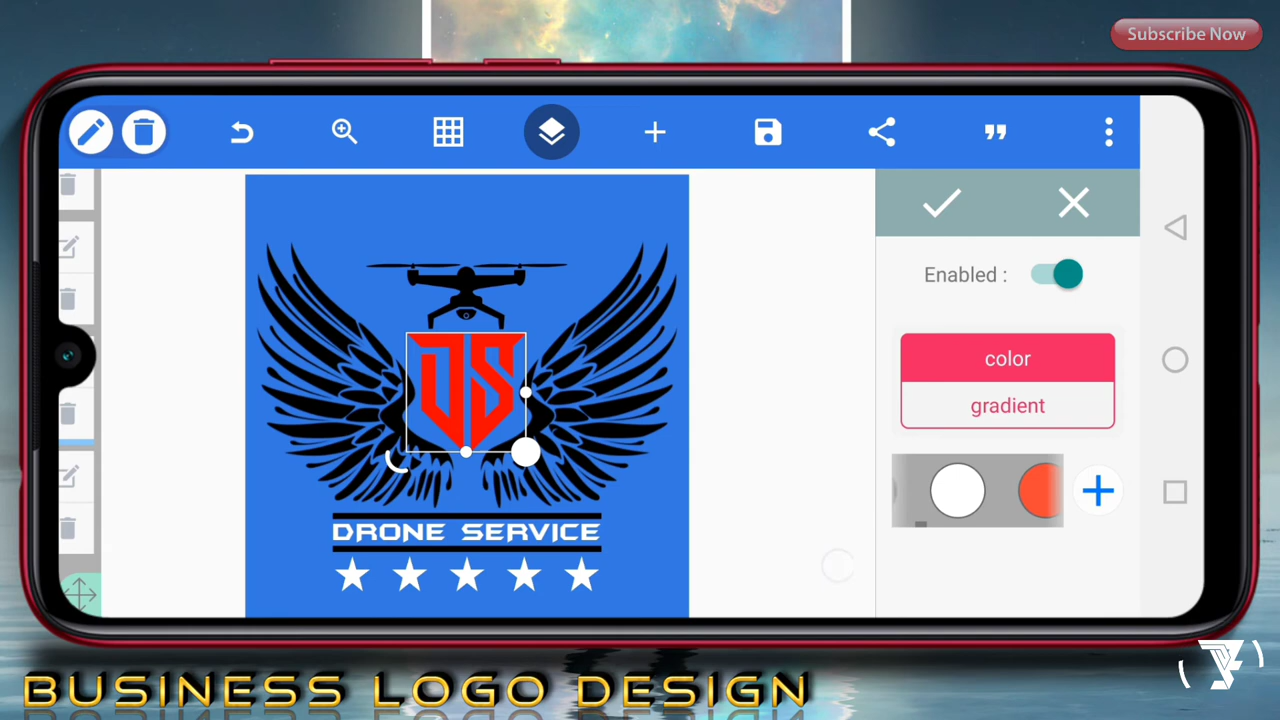 Subscribe Now
Enabled :
color
gradient
DS
DRONE SERVICE
BUSINESS LOGO DESIGN